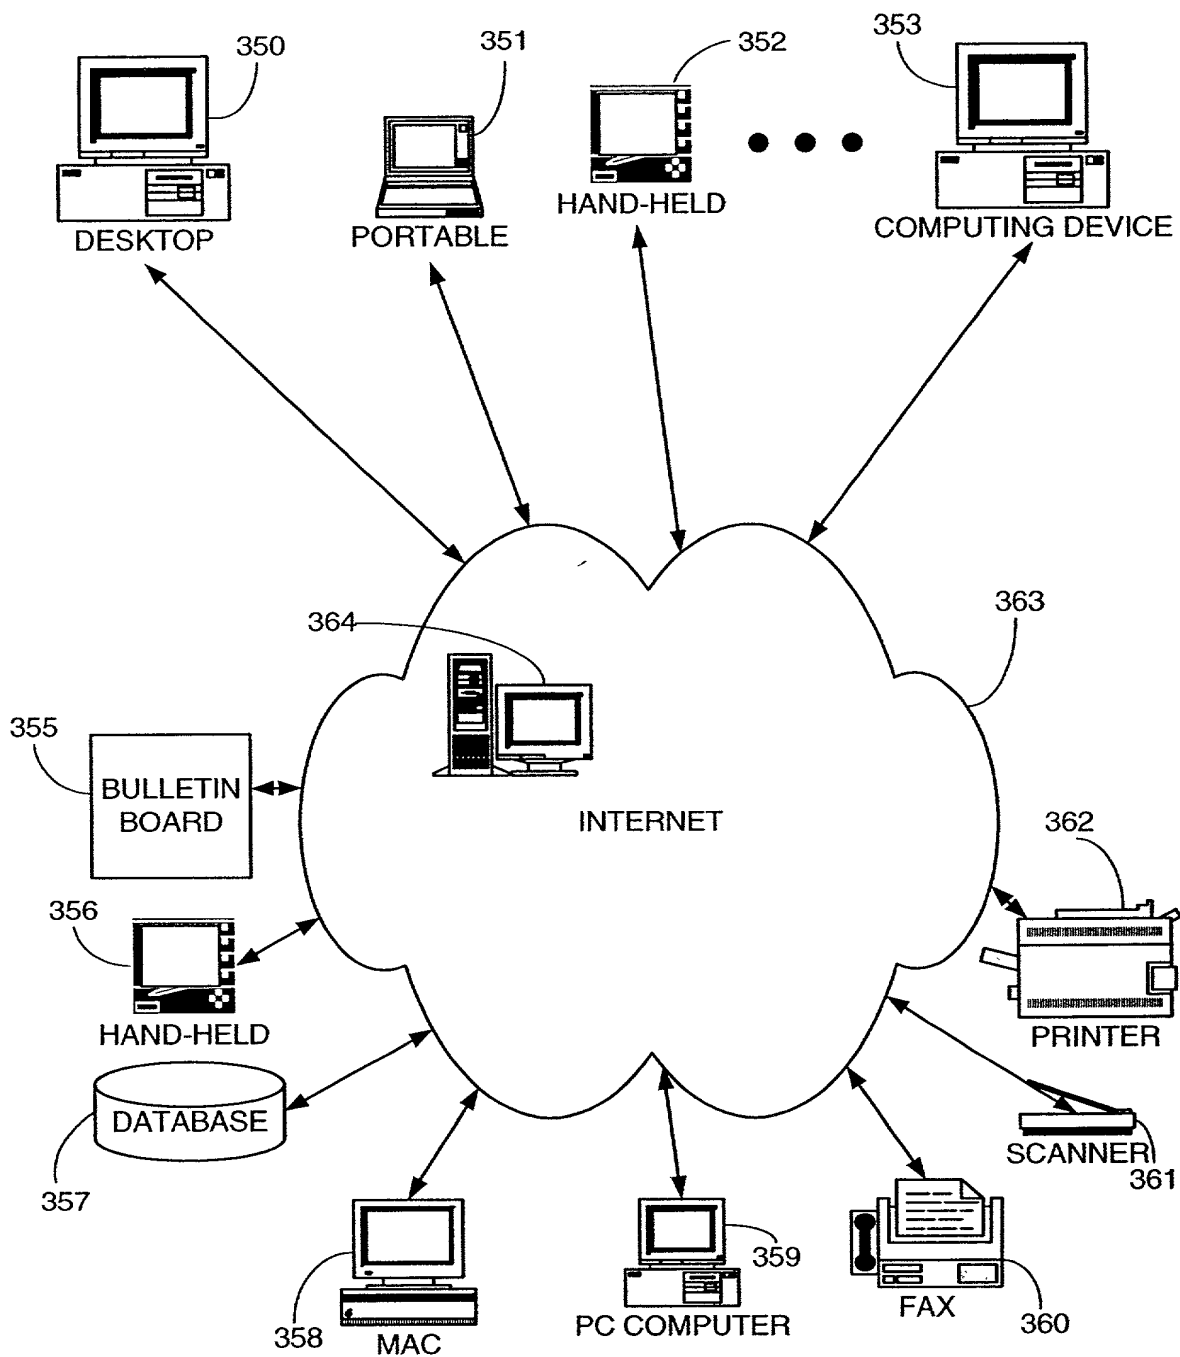 350
351
352
353
DESKTOP
PORTABLE
HAND-HELD
COMPUTING DEVICE
363
364
355
BULLETIN
BOARD
INTERNET
362
356
HAND-HELD
PRINTER
DATABASE
357
SCANNER
361
358
MAC
359
PC COMPUTER
FAX
360